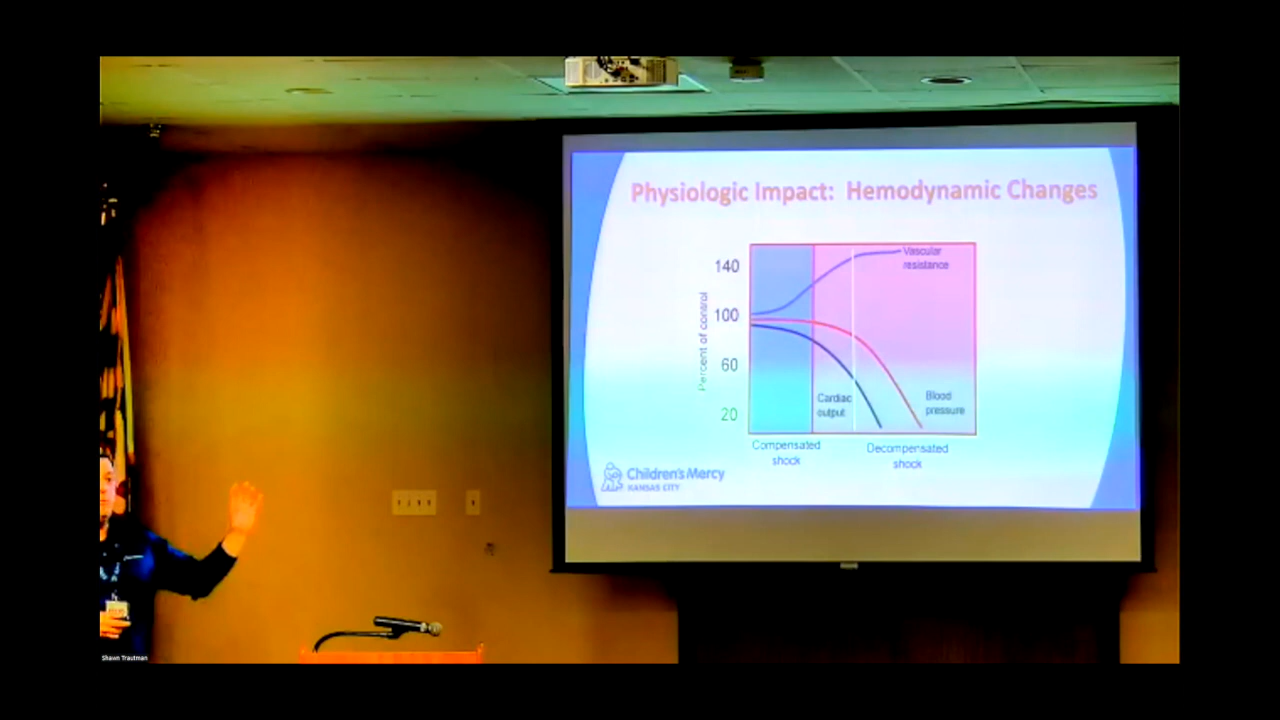 Physiologic Impact: Hemodynamic Changes
140
100
60
20
Percent of control
Vascular
resistance
Cardiac
output
Blood
pressure
Compensated
shock
Decompensated
shock
Children's Mercy
KANSAS CITY
Shawn Trautman